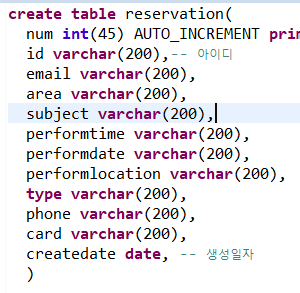 create table reservation(
num int(45) AUTO_INCREMENT prim
id varchar(200),-- 아이디
email varchar(200),
area varchar(200),
subject varchar(200),
performtime varchar(200),
performdate varchar(200),
performlocation varchar(200),
type varchar(200),
phone varchar(200),
card varchar(200),
createdate date, -- 생성일자
)